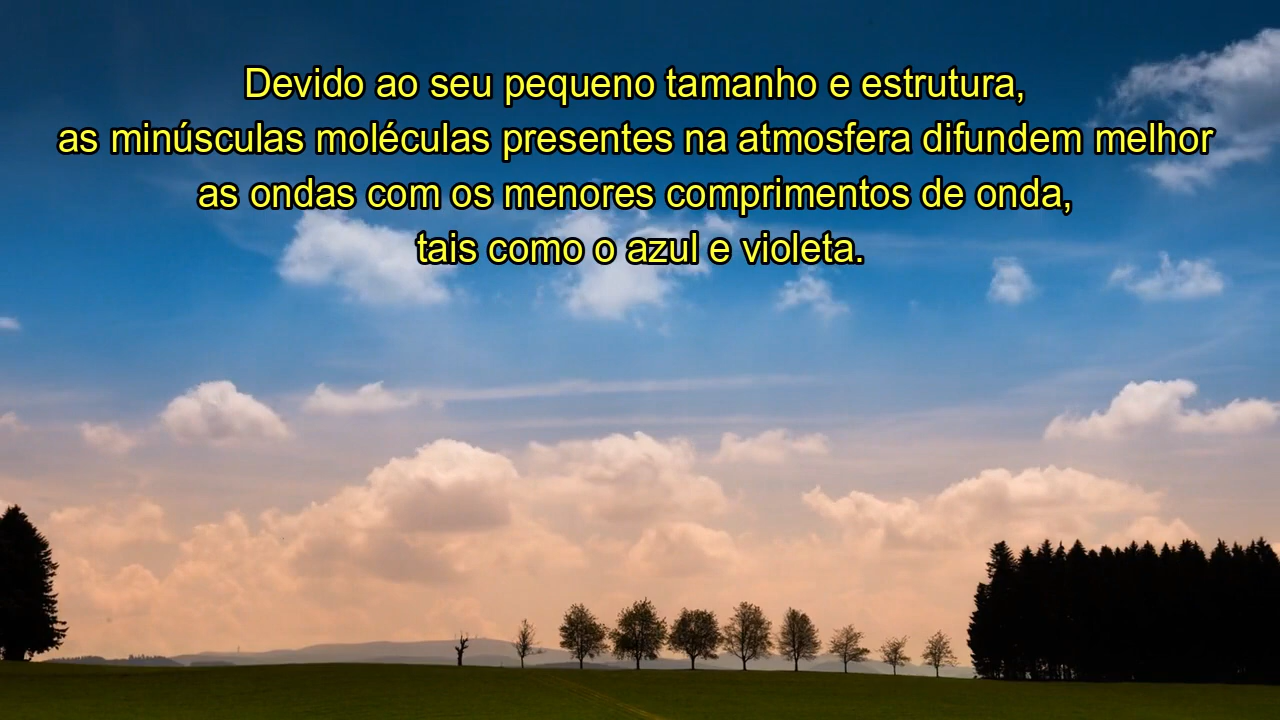 Devido ao seu pequeno tamanho e estrutura,
as minúsculas moléculas presentes na atmosfera difundem melhor
as ondas com os menores comprimentos de onda,
tais como o azul e violeta.